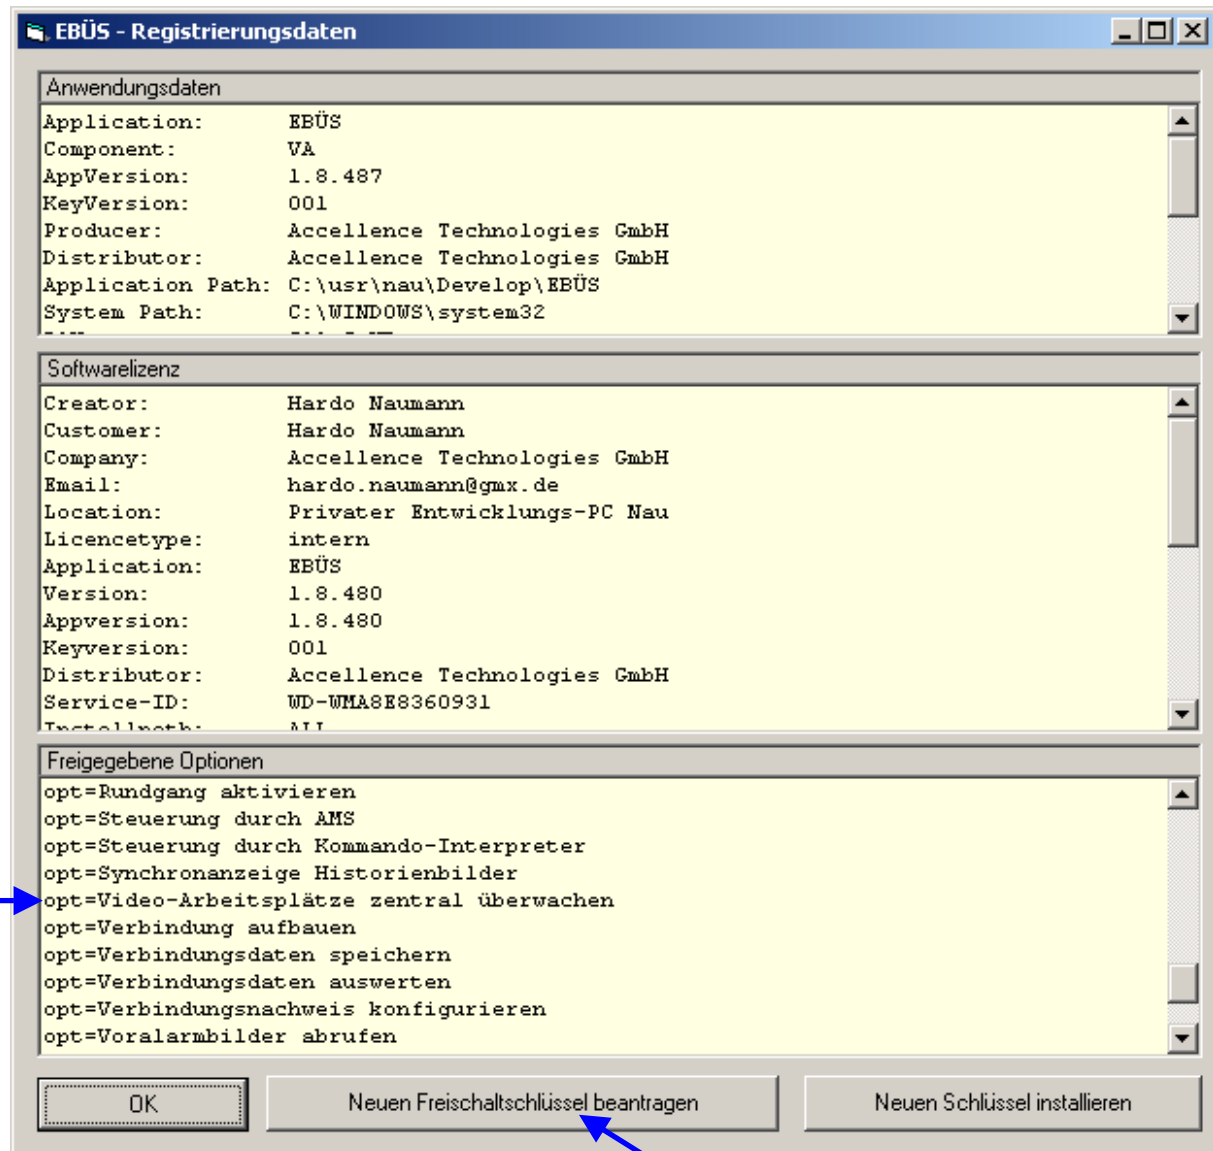 EBÜS - Registrierungsdaten
Anwendungsdaten
Application: EBÜS
Component: VA
AppVersion: 1.8.487
KeyVersion: 001
Producer: Accellence Technologies GmbH
Distributor: Accellence Technologies GmbH
Application Path: C:\usr\nau\Develop\EBÜS
System Path: C:\WINDOWS\system32
Softwarelizenz
Creator: Hardo Naumann
Customer: Hardo Naumann
Company: Accellence Technologies GmbH
Email: hardo.naumann@gmx.de
Location: Privater Entwicklungs-PC Nau
Licencetype: intern
Application: EBÜS
Version: 1.8.480
Appversion: 1.8.480
Keyversion: 001
Distributor: Accellence Technologies GmbH
Service-ID: WD-WMA8E8360931
Installpath: ALL
Freigegebene Optionen
opt=Rundgang aktivieren
opt=Steuerung durch AMS
opt=Steuerung durch Kommando-Interpreter
opt=Synchronanzeige Historienbilder
opt=Video-Arbeitsplätze zentral überwachen
opt=Verbindung aufbauen
opt=Verbindungsdaten speichern
opt=Verbindungsdaten auswerten
opt=Verbindungsnachweis konfigurieren
opt=Voralarmbilder abrufen
OK
Neuen Freischaltschlüssel beantragen
Neuen Schlüssel installieren